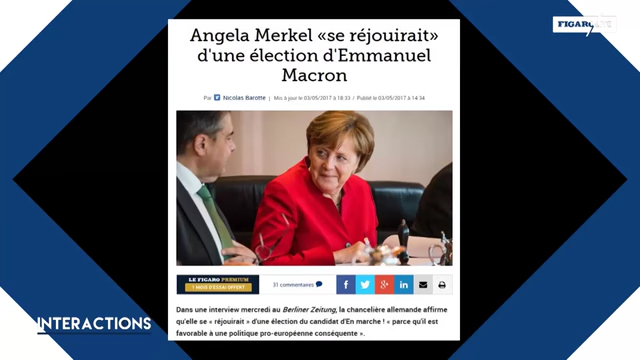 FIGARO
Angela Merkel «se réjouirait»
d'une élection d'Emmanuel
Macron
Par Nicolas Barotte Mis à jour le 03/05/2017 à 18:33 / Publié le 03/05/2017 à 14:34
LE FIGARO PREMIUM
1 MOIS D'ESSAI OFFERT
31 commentaires
Dans une interview mercredi au Berliner Zeitung, la chancelière allemande affirme
qu'elle se « réjouirait » d'une élection du candidat d'En marche ! « parce qu'il est
favorable à une politique pro-européenne conséquente ».
INTERACTIONS